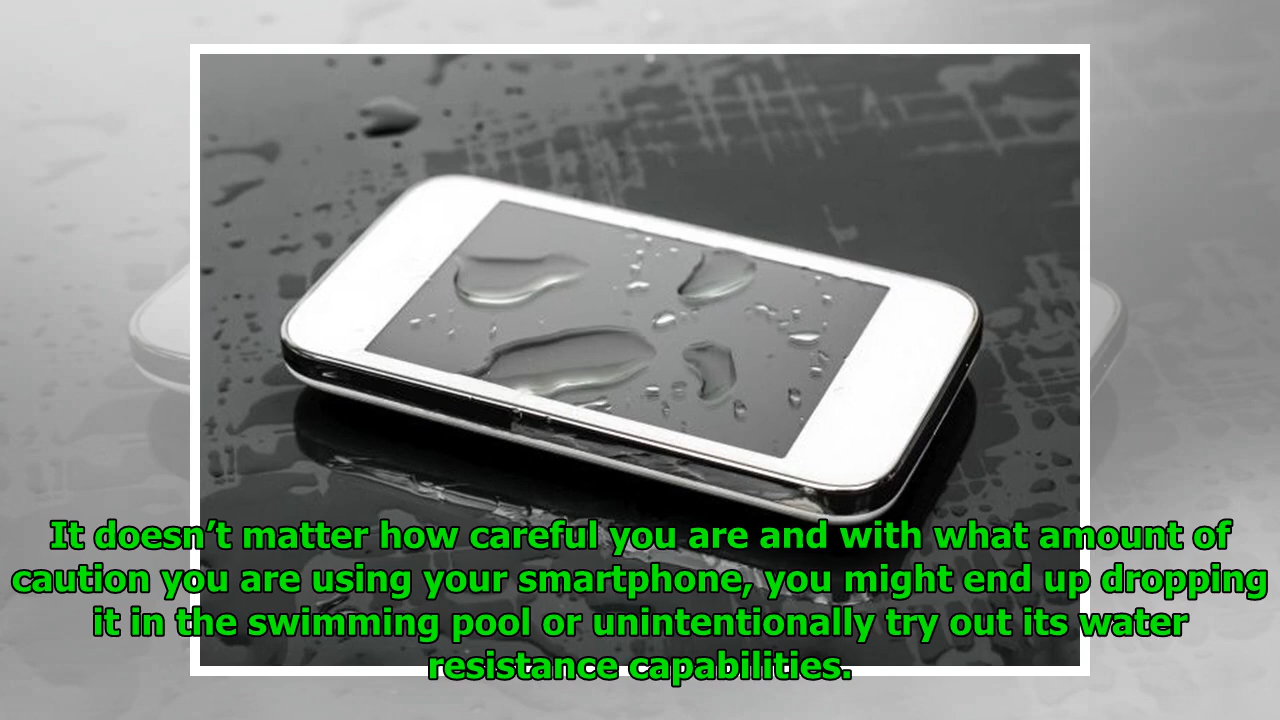 It doesn’t matter how careful you are and with what amount of
caution you are using your smartphone, you might end up dropping
it in the swimming pool or unintentionally try out its water
resistance capabilities.